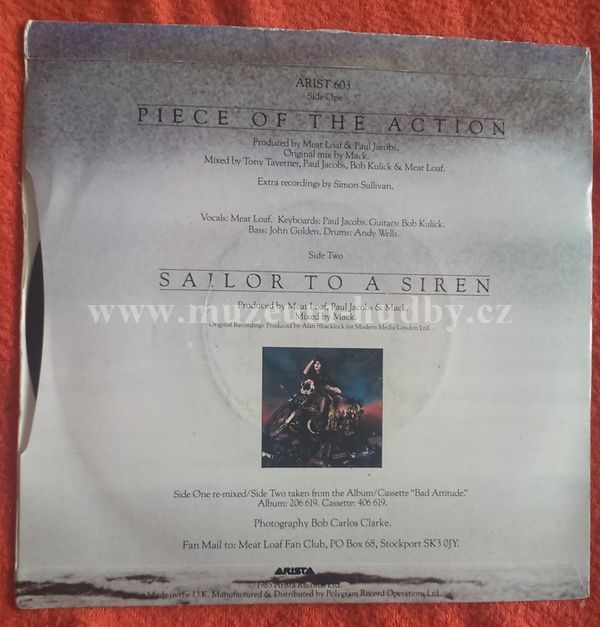 ARIST 603
- Side One -
PIECE OF THE ACTION
Produced by Meat Loaf & Paul Jacobs.
Original mix by Mack.
Mixed by Tony Taverner, Paul Jacobs, Bob Kulick & Meat Loaf.
Extra recordings by Simon Sullivan.
Vocals: Meat Loaf. Keyboards: Paul Jacobs. Guitars: Bob Kulick.
Bass: John Golden. Drums: Andy Wells.
Side Two
SAILOR TO A SIREN
Produced by Meat Loaf, Paul Jacobs & Mack.
www.muzeumhudby.cz
Mixed by Mack.
Original Recordings Produced by Alan Shacklock for Modern Media London Ltd.
Side One re-mixed/Side Two taken from the Album/Cassette "Bad Attitude."
Album: 206 619. Cassette: 406 619.
Photography Bob Carlos Clarke.
Fan Mail to: Meat Loaf Fan Club, PO Box 68, Stockport SK3 0JY.
ARISTA
© 1985 Arista Records Ltd.
Made in the U.K. Manufactured & Distributed by Polygram Record Operations Ltd.